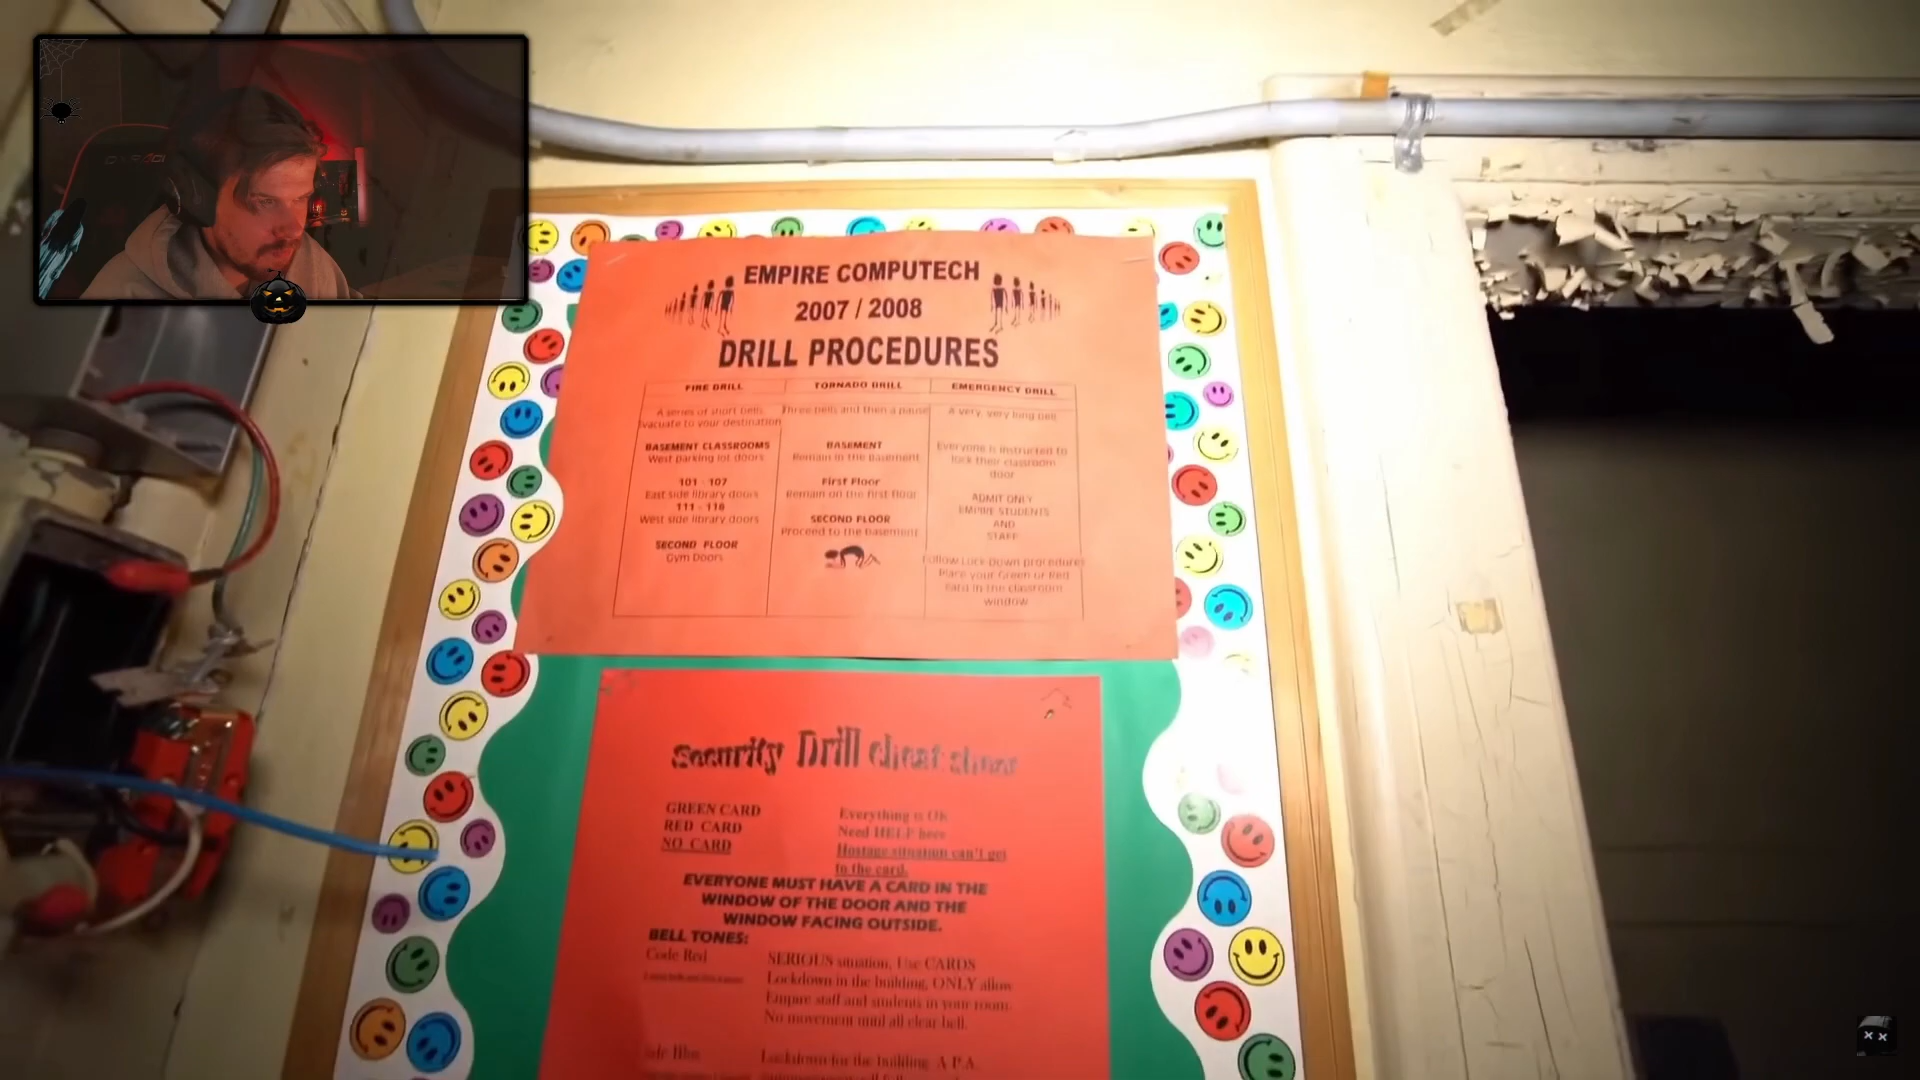 EMPIRE COMPUTECH
2007 / 2008
DRILL PROCEDURES
FIRE DRILL
A series of short bells
Evacuate to your destination
BASEMENT CLASSROOMS
West parking lot doors
101 - 107
East side library doors
111 - 118
West side library doors
SECOND FLOOR
Gym Doors
TORNADO DRILL
Three bells and then a pause
BASEMENT
Remain in the basement
First Floor
Remain on the first floor
SECOND FLOOR
Proceed to the basement
EMERGENCY DRILL
A very, very long bell
Everyone is instructed to
lock their classroom
door
ADMIT ONLY
EMPIRE STUDENTS
AND
STAFF
Follow Lock Down procedures
Place your Green or Red
card in the classroom
window
Security Drill cheat sheet
GREEN CARD Everything is OK
RED CARD Need HELP here
NO CARD Hostage situation can't get
to the card.
EVERYONE MUST HAVE A CARD IN THE
WINDOW OF THE DOOR AND THE
WINDOW FACING OUTSIDE.
BELL TONES:
Code Red SERIOUS situation, Use CARDS
Lockdown in the building, ONLY allow
Empire staff and students in your room.
No movement until all clear bell.
Blue Lockdown for the building. A P.A.